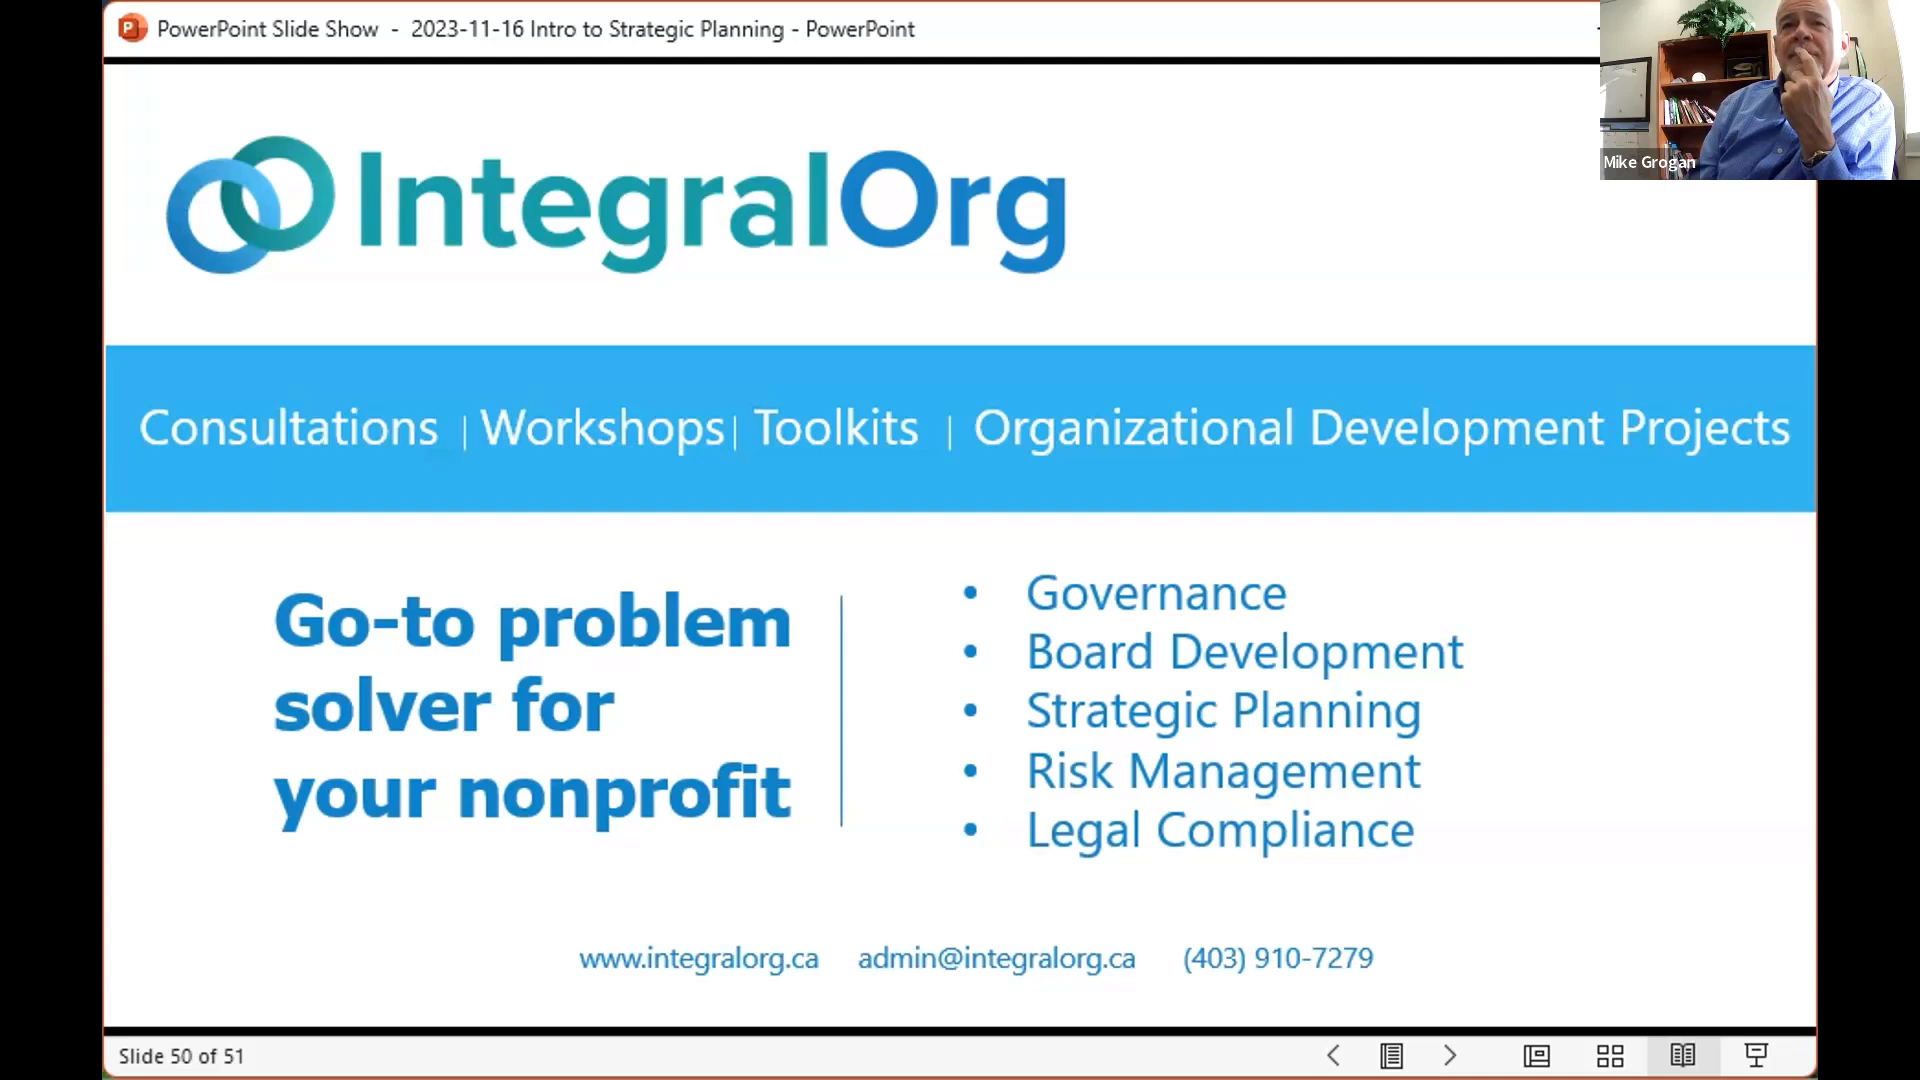 PowerPoint Slide Show - 2023-11-16 Intro to Strategic Planning - PowerPoint
Mike Grogan
IntegralOrg
Consultations | Workshops | Toolkits | Organizational Development Projects
Go-to problem
solver for
your nonprofit
• Governance
• Board Development
• Strategic Planning
• Risk Management
• Legal Compliance
www.integralorg.ca admin@integralorg.ca (403) 910-7279
Slide 50 of 51